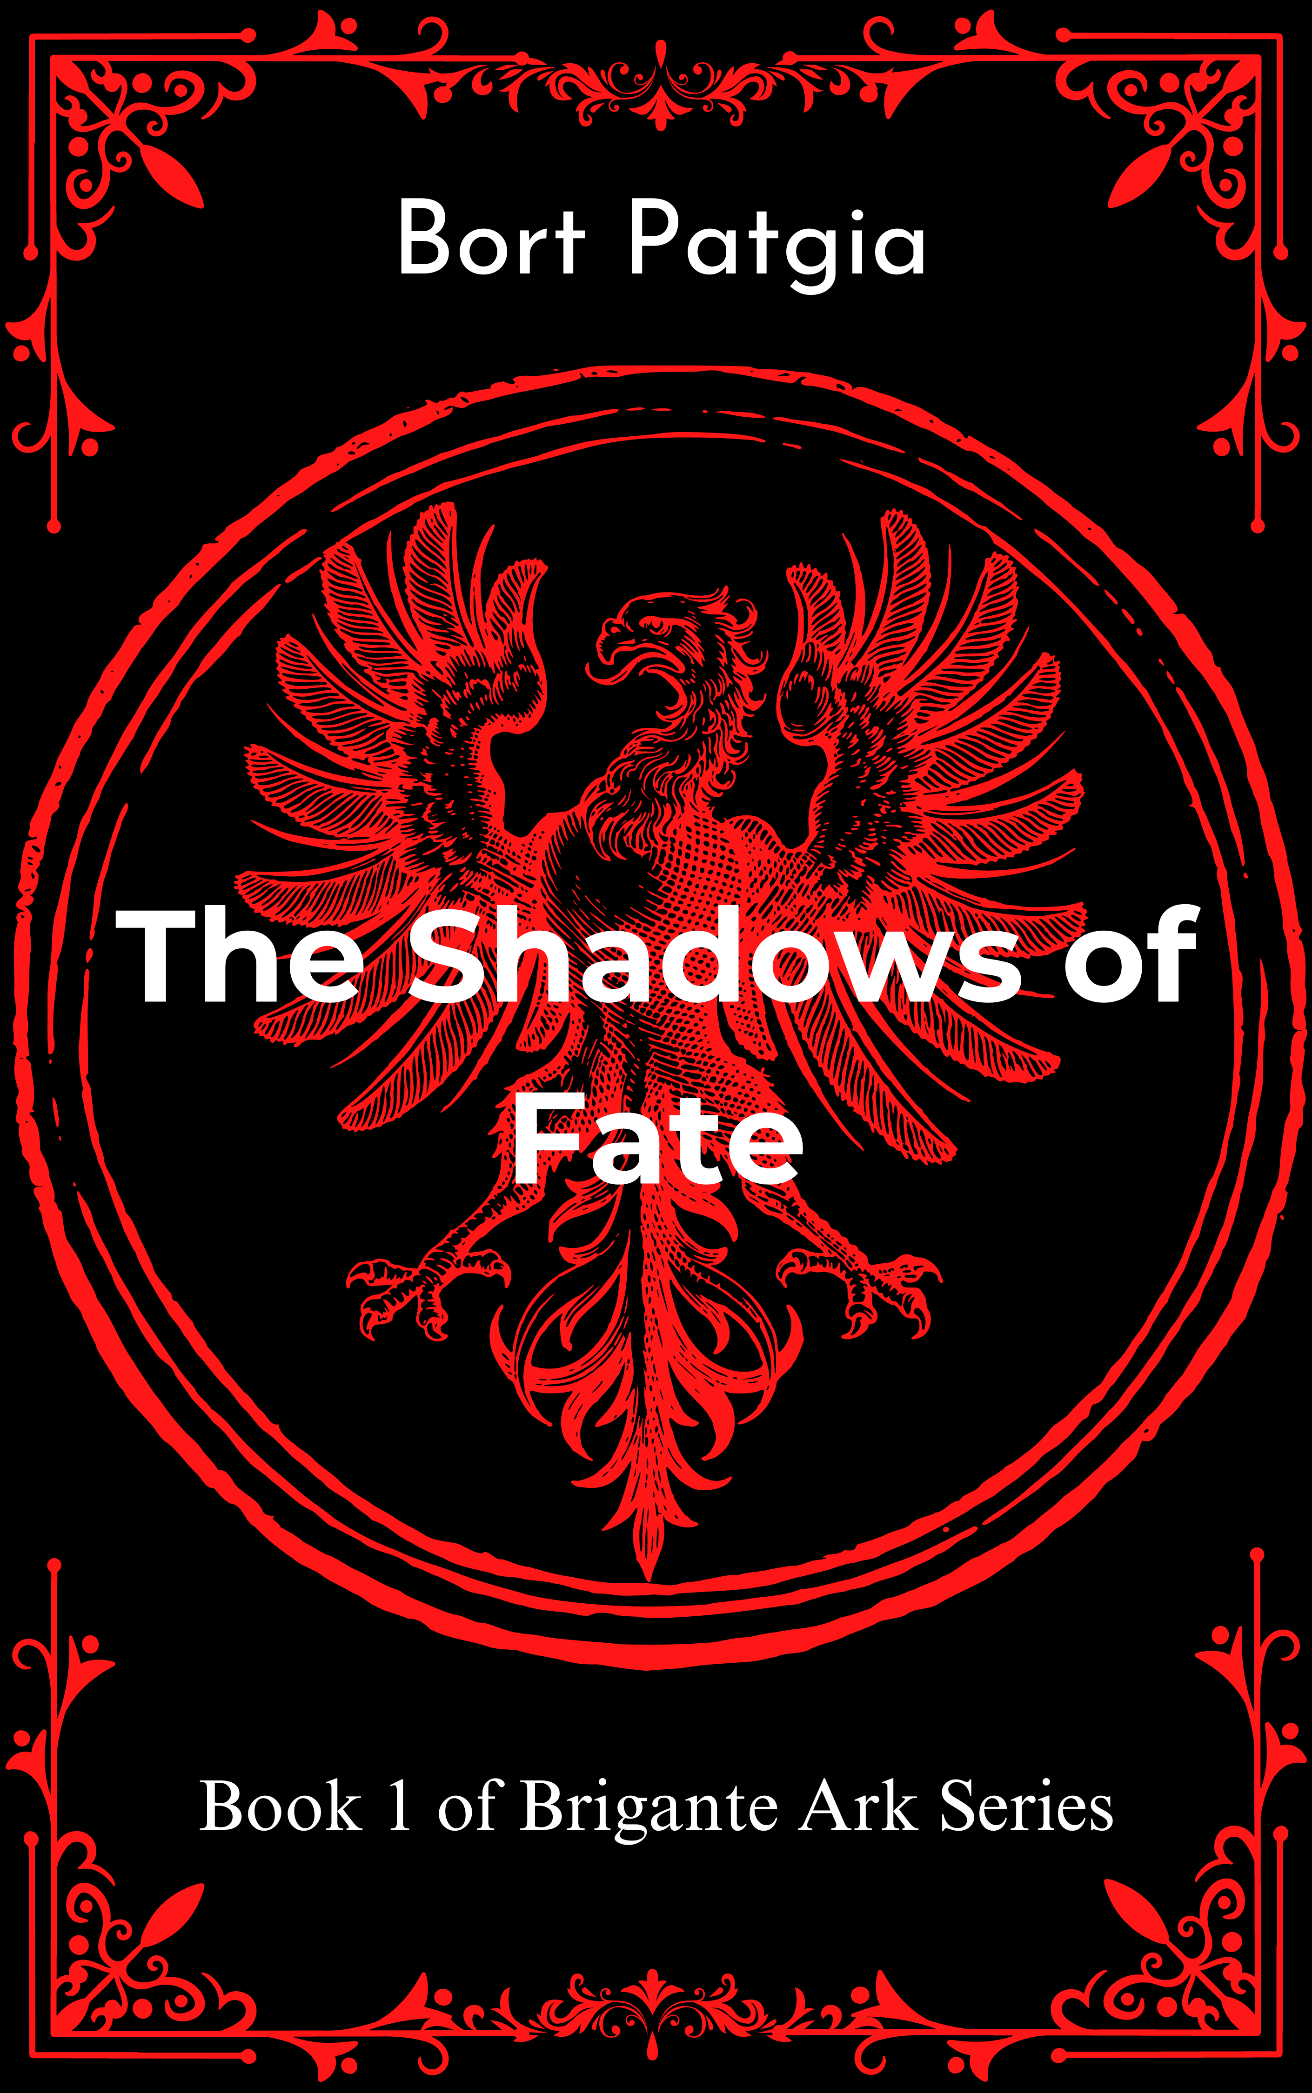 Bort Patgia
The Shadows of
Fate
Book 1 of Brigante Ark Series